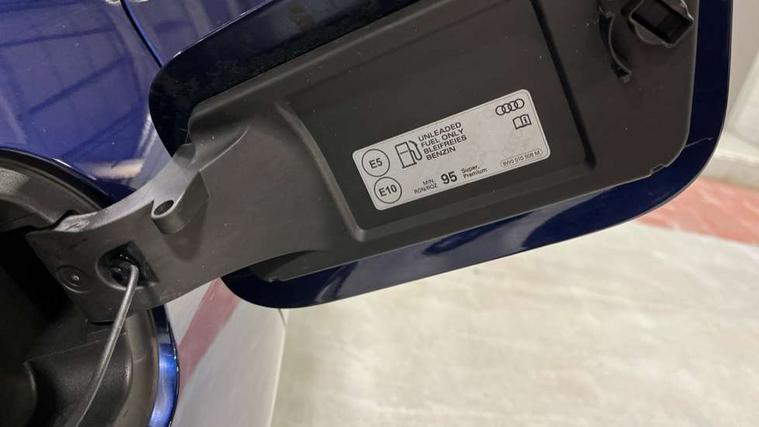 E5
E10
UNLEADED
FUEL ONLY
BLEIFREIES
BENZIN
MIN.
RON/ROZ
95
Super,
Premium